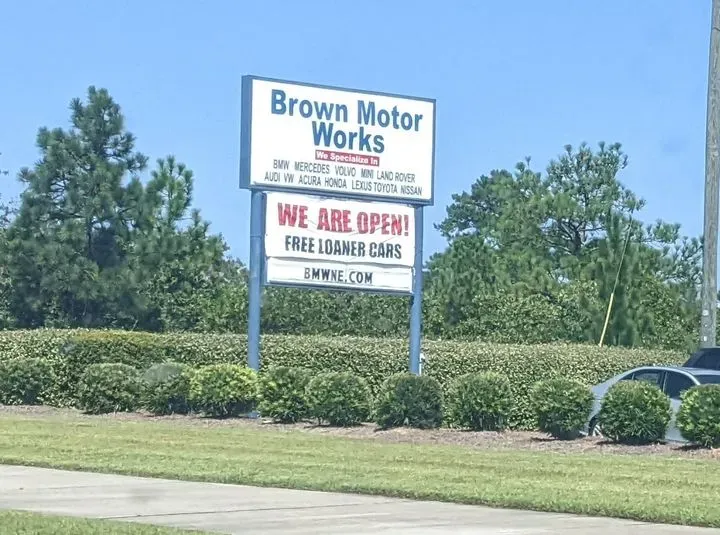 Brown Motor
Works
We Specialize In
BMW MERCEDES VOLVO MINI LAND ROVER
AUDI VW ACURA HONDA LEXUS TOYOTA NISSAN
WE ARE OPEN!
FREE LOANER CARS
BMWNE.COM